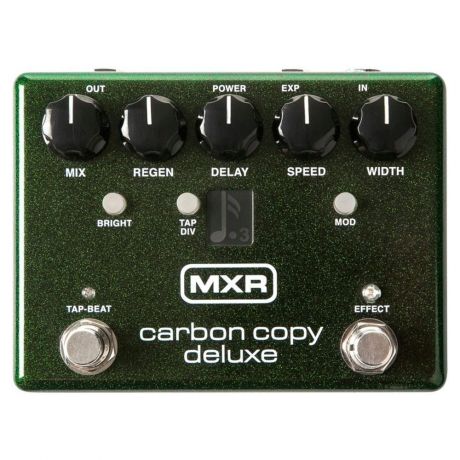 OUT POWER EXP IN
MIX REGEN DELAY SPEED WIDTH
BRIGHT TAP DIV .3 MOD
MXR
TAP-BEAT EFFECT
carbon copy
deluxe